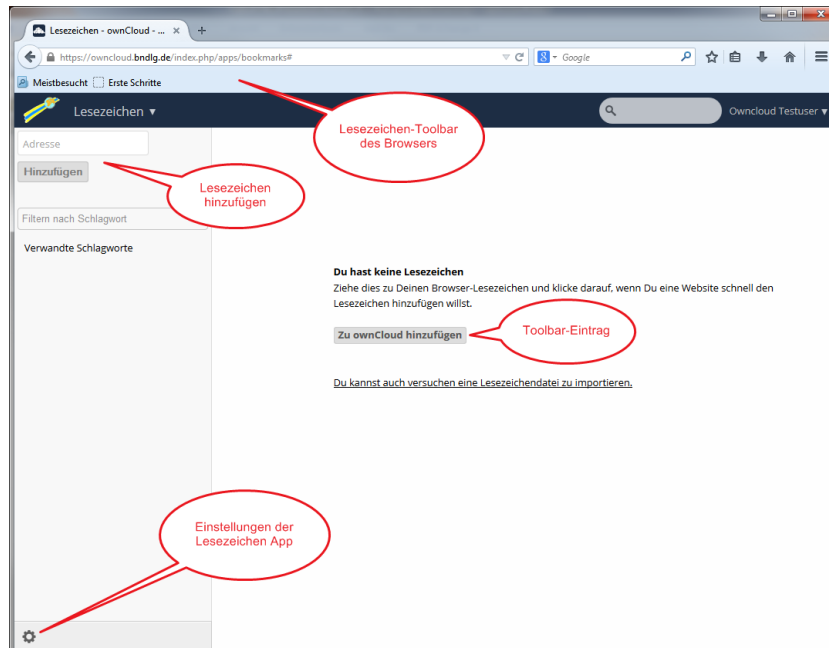 Lesezeichen - ownCloud - ...
https://owncloud.bndlg.de/index.php/apps/bookmarks#
8 Google
Meistbesucht Erste Schritte
Lesezeichen
Owncloud Testuser
Lesezeichen-Toolbar
des Browsers
Adresse
Hinzufügen
Lesezeichen
hinzufügen
Filtern nach Schlagwort
Verwandte Schlagworte
Du hast keine Lesezeichen
Ziehe dies zu Deinen Browser-Lesezeichen und klicke darauf, wenn Du eine Website schnell den
Lesezeichen hinzufügen willst.
Zu ownCloud hinzufügen
Toolbar-Eintrag
Du kannst auch versuchen eine Lesezeichendatei zu importieren.
Einstellungen der
Lesezeichen App